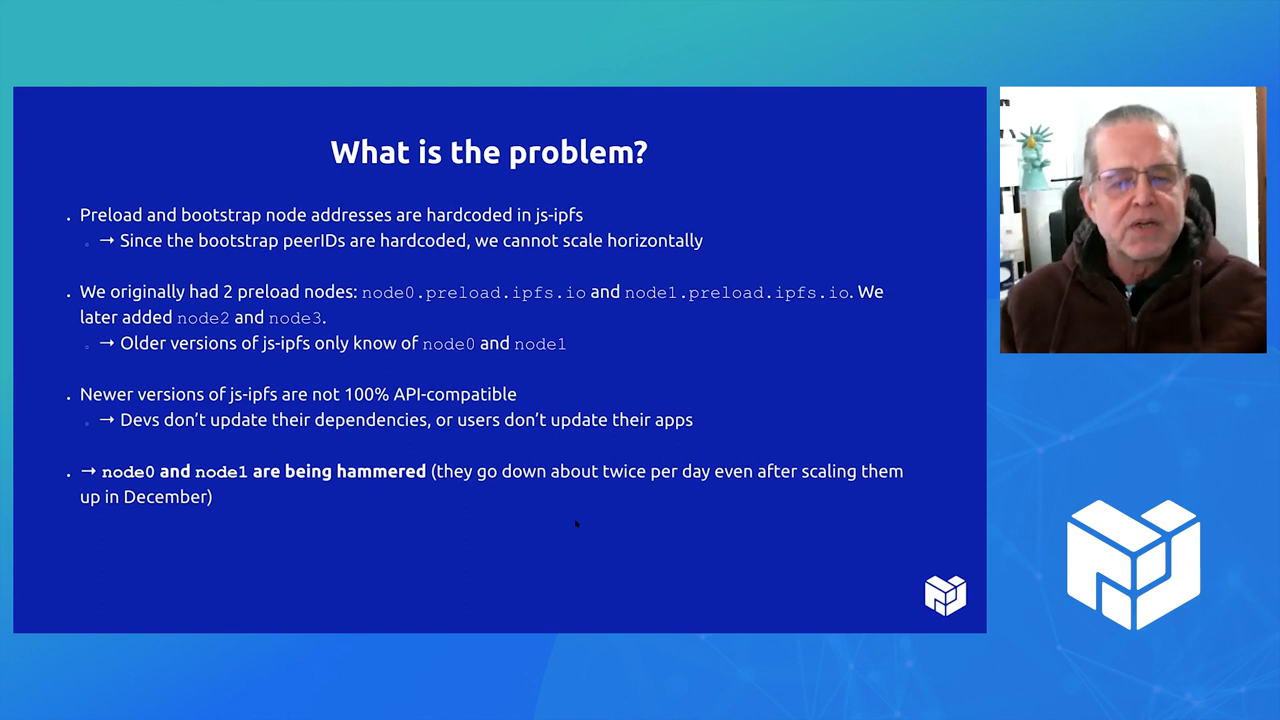 What is the problem?
. Preload and bootstrap node addresses are hardcoded in js-ipfs
. → Since the bootstrap peerIDs are hardcoded, we cannot scale horizontally
. We originally had 2 preload nodes: node0.preload.ipfs.io and node1.preload.ipfs.io. We
later added node2 and node3.
. → Older versions of js-ipfs only know of node0 and node1
. Newer versions of js-ipfs are not 100% API-compatible
. → Devs don’t update their dependencies, or users don’t update their apps
. → node0 and node1 are being hammered (they go down about twice per day even after scaling them
up in December)